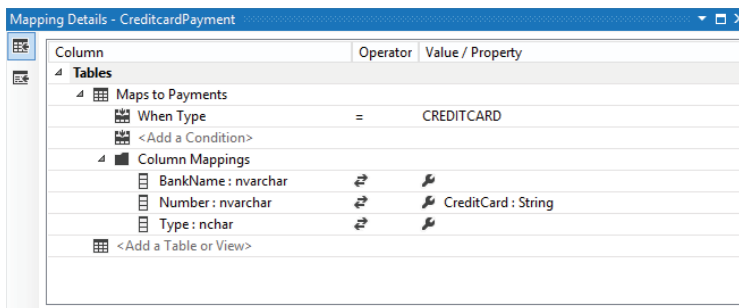 Mapping Details - CreditcardPayment
Column Operator Value / Property
Tables
Maps to Payments
When Type = CREDITCARD
<Add a Condition>
Column Mappings
BankName : nvarchar
Number : nvarchar CreditCard : String
Type : nchar
<Add a Table or View>